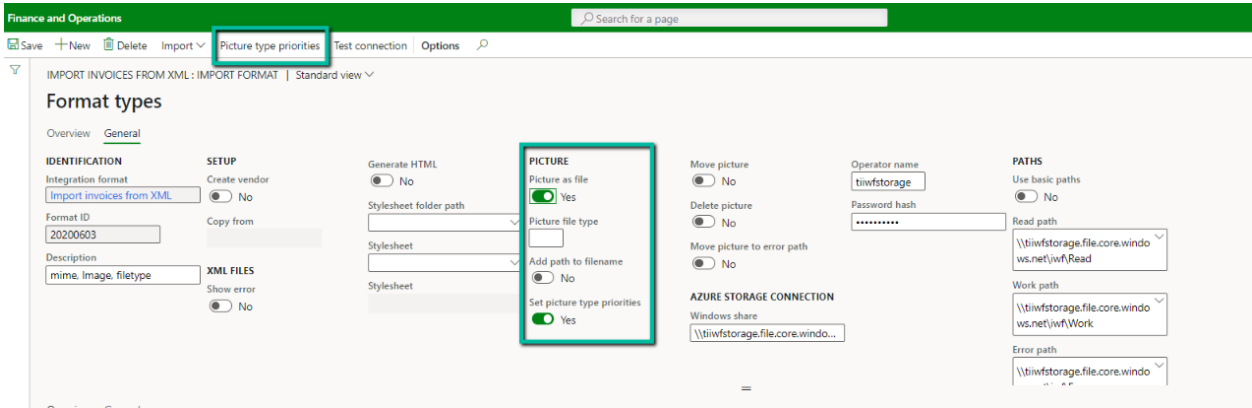 Finance and Operations
Search for a page
Save New Delete Import Picture type priorities Test connection Options
IMPORT INVOICES FROM XML : IMPORT FORMAT | Standard view
Format types
Overview General
IDENTIFICATION
Integration format
Import invoices from XML
Format ID
20200603
Description
mime, Image, filetype
SETUP
Create vendor
No
Copy from
XML FILES
Show error
No
Generate HTML
No
Stylesheet folder path
Stylesheet
Stylesheet
PICTURE
Picture as file
Yes
Picture file type
Add path to filename
No
Set picture type priorities
Yes
Move picture
No
Delete picture
No
Move picture to error path
No
AZURE STORAGE CONNECTION
Windows share
\\tiiwfstorage.file.core.windo...
Operator name
tiiwfstorage
Password hash
••••••••••
PATHS
Use basic paths
No
Read path
\\tiiwfstorage.file.core.windo
ws.net\iwf\Read
Work path
\\tiiwfstorage.file.core.windo
ws.net\iwf\Work
Error path
\\tiiwfstorage.file.core.windo